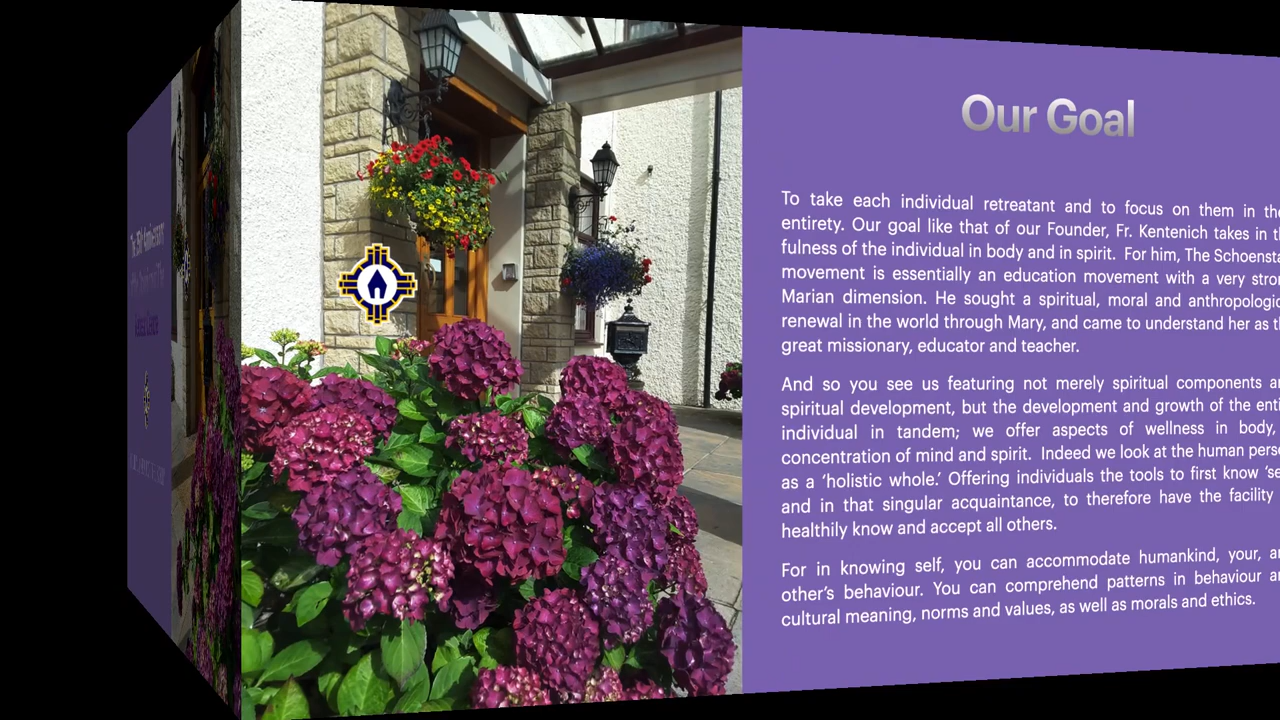 Our Goal
To take each individual retreatant and to focus on them in
entirety. Our goal like that of our Founder, Fr. Kentenich takes in
fulness of the individual in body and in spirit. For him, The
movement is essentially an education movement with a very
Marian dimension. He sought a spiritual, moral and
renewal in the world through Mary, and came to understand her as
great missionary, educator and teacher.
And so you see us featuring not merely spiritual components
spiritual development, but the development and growth of the
individual in tandem; we offer aspects of wellness in body,
concentration of mind and spirit. Indeed we look at the human
as a ‘holistic whole.’ Offering individuals the tools to first know
and in that singular acquaintance, to therefore have the facility
healthily know and accept all others.
For in knowing self, you can accommodate humankind, your,
other’s behaviour. You can comprehend patterns in behaviour
cultural meaning, norms and values, as well as morals and ethics.